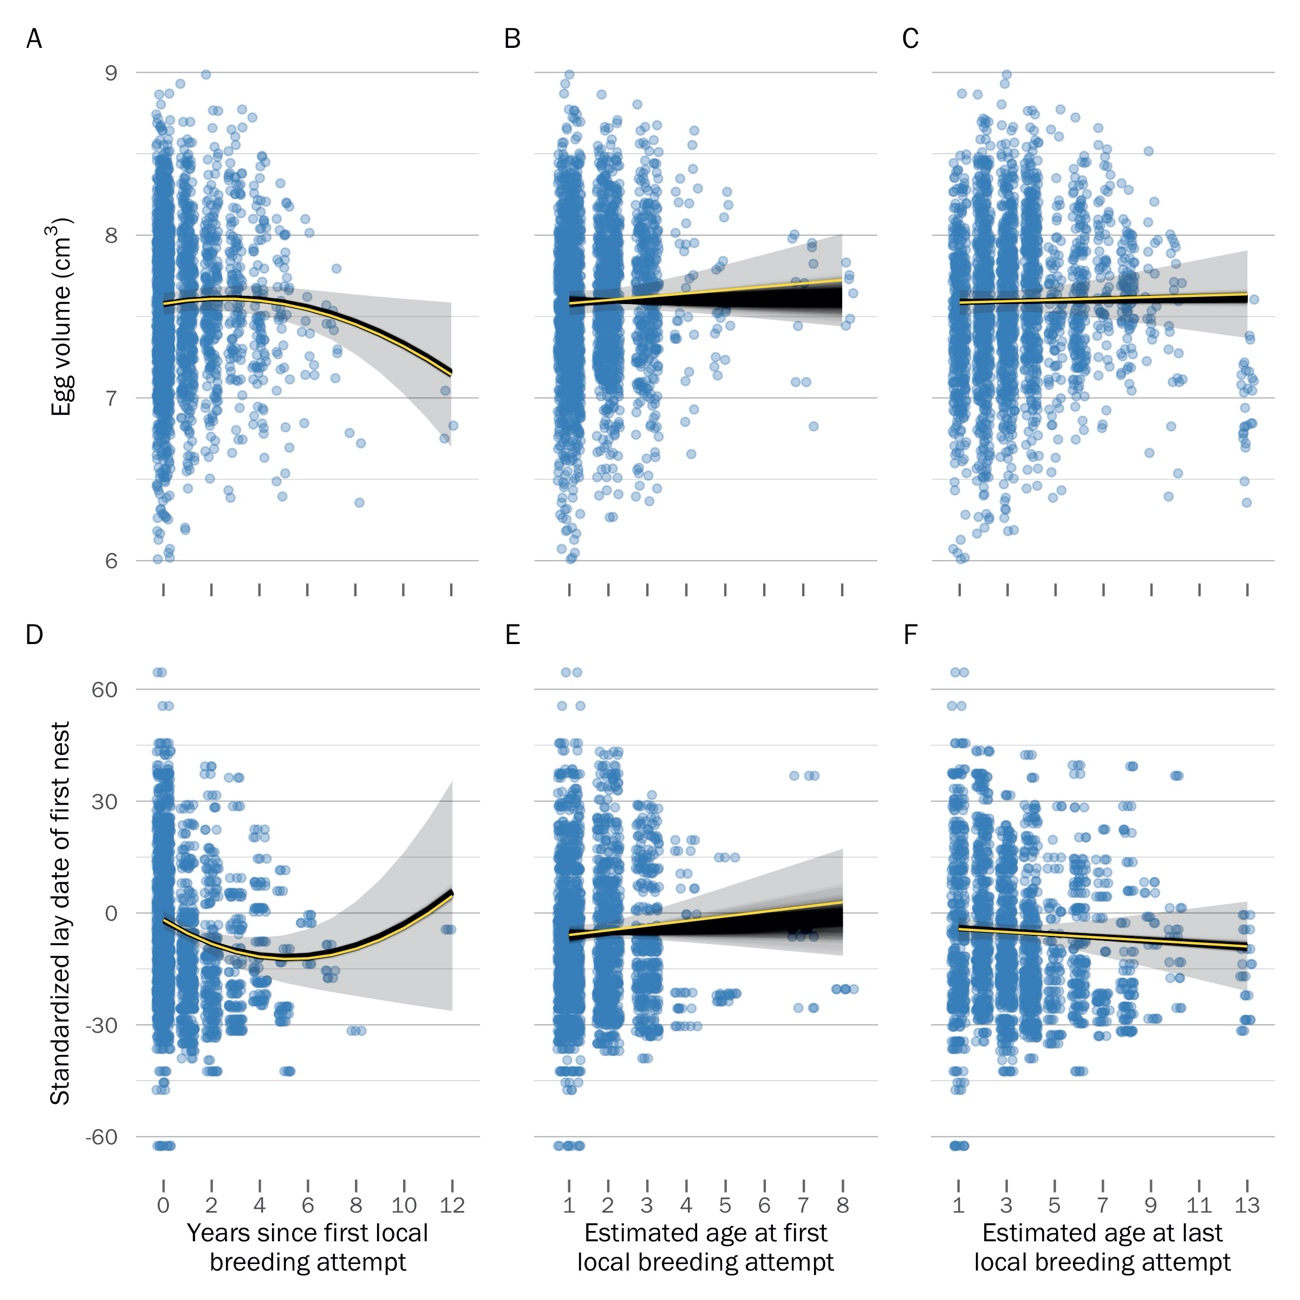 A
B
C
9
8
7
6
Egg volume (cm³)
D
E
F
60
30
0
-30
-60
Standardized lay date of first nest
0 2 4 6 8 10 12
1 2 3 4 5 6 7 8
1 3 5 7 9 11 13
Years since first local
breeding attempt
Estimated age at first
local breeding attempt
Estimated age at last
local breeding attempt